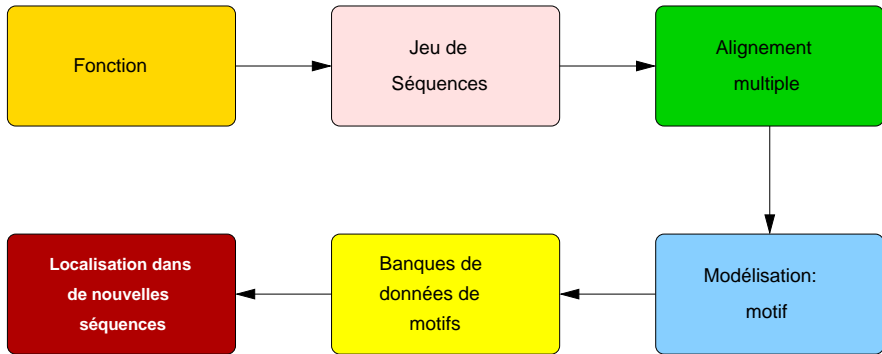 Fonction
Jeu de
Séquences
Alignement
multiple
Localisation dans
de nouvelles
séquences
Banques de
données de
motifs
Modélisation:
motif